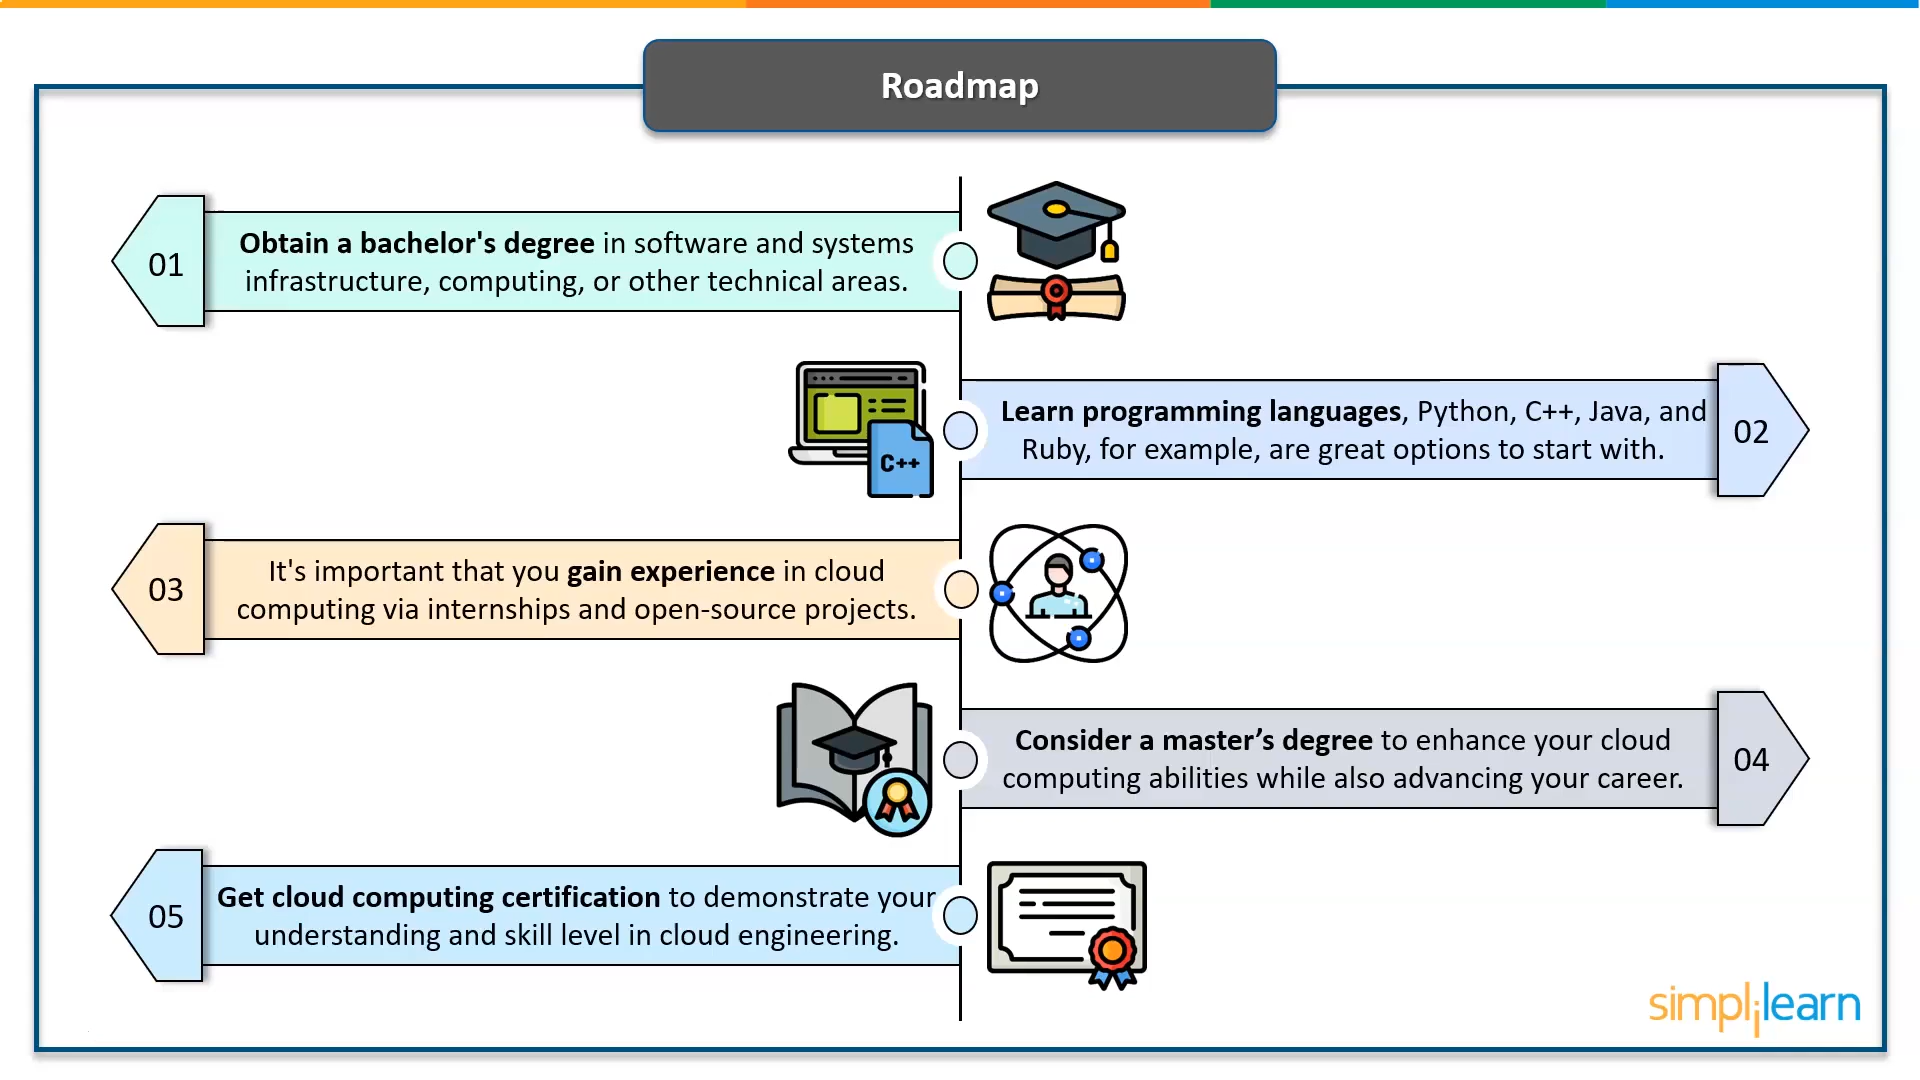 Roadmap
01
Obtain a bachelor's degree in software and systems
infrastructure, computing, or other technical areas.
Learn programming languages, Python, C++, Java, and
Ruby, for example, are great options to start with.
02
C++
03
It's important that you gain experience in cloud
computing via internships and open-source projects.
Consider a master’s degree to enhance your cloud
computing abilities while also advancing your career.
04
05
Get cloud computing certification to demonstrate your
understanding and skill level in cloud engineering.
simplilearn